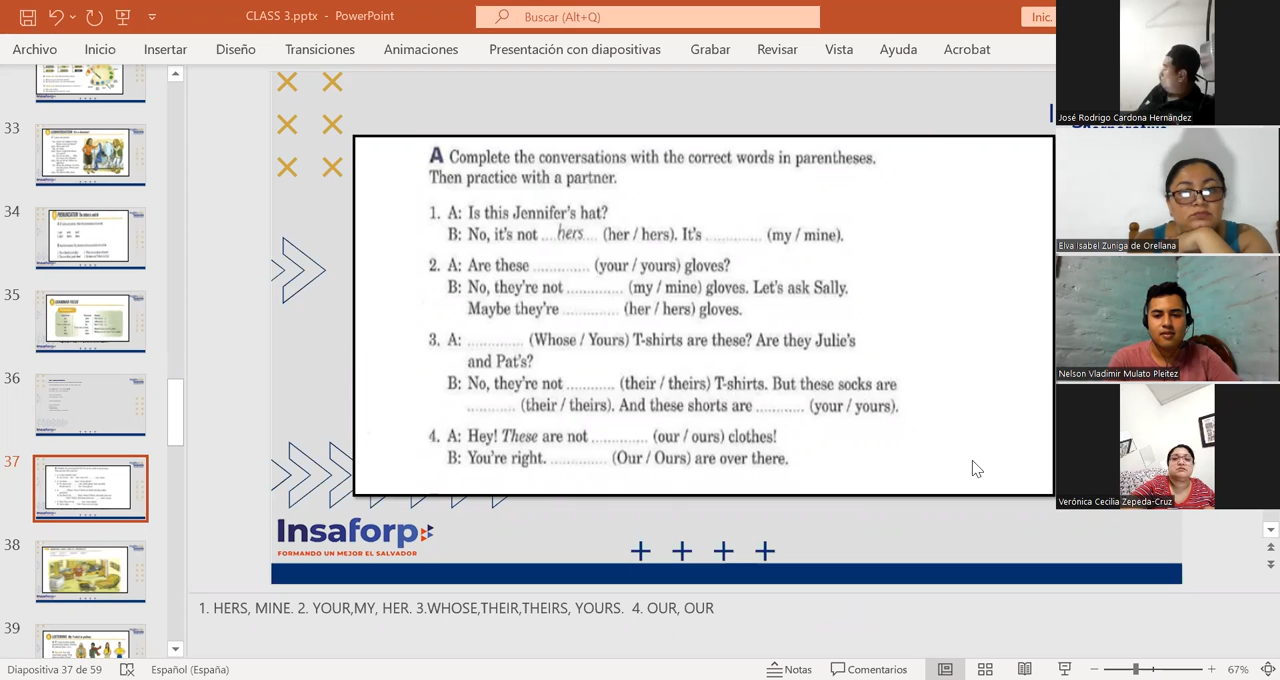 CLASS 3.pptx - PowerPoint
Buscar (Alt+Q)
Inic.
Archivo Inicio Insertar Diseño Transiciones Animaciones Presentación con diapositivas Grabar Revisar Vista Ayuda Acrobat
33
34
35
36
37
38
39
A Complete the conversations with the correct words in parentheses.
Then practice with a partner.
1. A: Is this Jennifer's hat?
B: No, it's not ....hers.... (her / hers). It's .............. (my / mine).
2. A: Are these .............. (your / yours) gloves?
B: No, they're not .............. (my / mine) gloves. Let's ask Sally.
Maybe they're .............. (her / hers) gloves.
3. A: .............. (Whose / Yours) T-shirts are these? Are they Julie's
and Pat's?
B: No, they're not ............ (their / theirs) T-shirts. But these socks are
............ (their / theirs). And these shorts are ............ (your / yours).
4. A: Hey! These are not .............. (our / ours) clothes!
B: You're right. .............. (Our / Ours) are over there.
Insaforp
FORMANDO UN MEJOR EL SALVADOR
José Rodrigo Cardona Hernández
Elva Isabel Zuniga de Orellana
Nelson Vladimir Mulato Pleitez
Verónica Cecilia Zepeda-Cruz
1. HERS, MINE. 2. YOUR,MY, HER. 3.WHOSE,THEIR,THEIRS, YOURS. 4. OUR, OUR
Diapositiva 37 de 59
Español (España)
Notas
Comentarios
67%